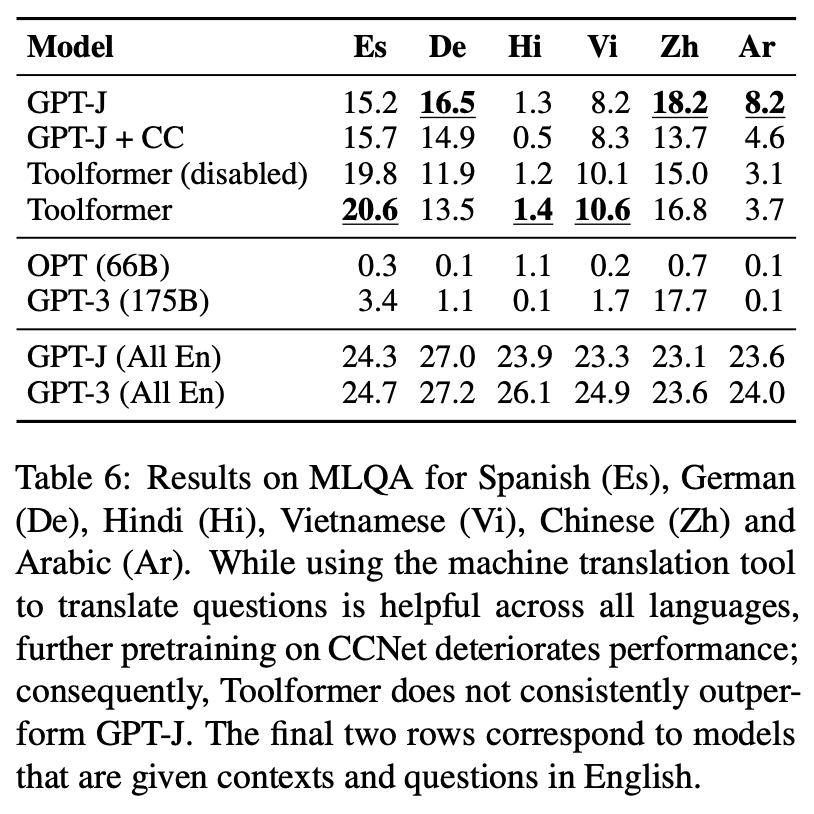 Model Es De Hi Vi Zh Ar
GPT-J 15.2 16.5 1.3 8.2 18.2 8.2
GPT-J + CC 15.7 14.9 0.5 8.3 13.7 4.6
Toolformer (disabled) 19.8 11.9 1.2 10.1 15.0 3.1
Toolformer 20.6 13.5 1.4 10.6 16.8 3.7
OPT (66B) 0.3 0.1 1.1 0.2 0.7 0.1
GPT-3 (175B) 3.4 1.1 0.1 1.7 17.7 0.1
GPT-J (All En) 24.3 27.0 23.9 23.3 23.1 23.6
GPT-3 (All En) 24.7 27.2 26.1 24.9 23.6 24.0
Table 6: Results on MLQA for Spanish (Es), German
(De), Hindi (Hi), Vietnamese (Vi), Chinese (Zh) and
Arabic (Ar). While using the machine translation tool
to translate questions is helpful across all languages,
further pretraining on CCNet deteriorates performance;
consequently, Toolformer does not consistently outper-
form GPT-J. The final two rows correspond to models
that are given contexts and questions in English.